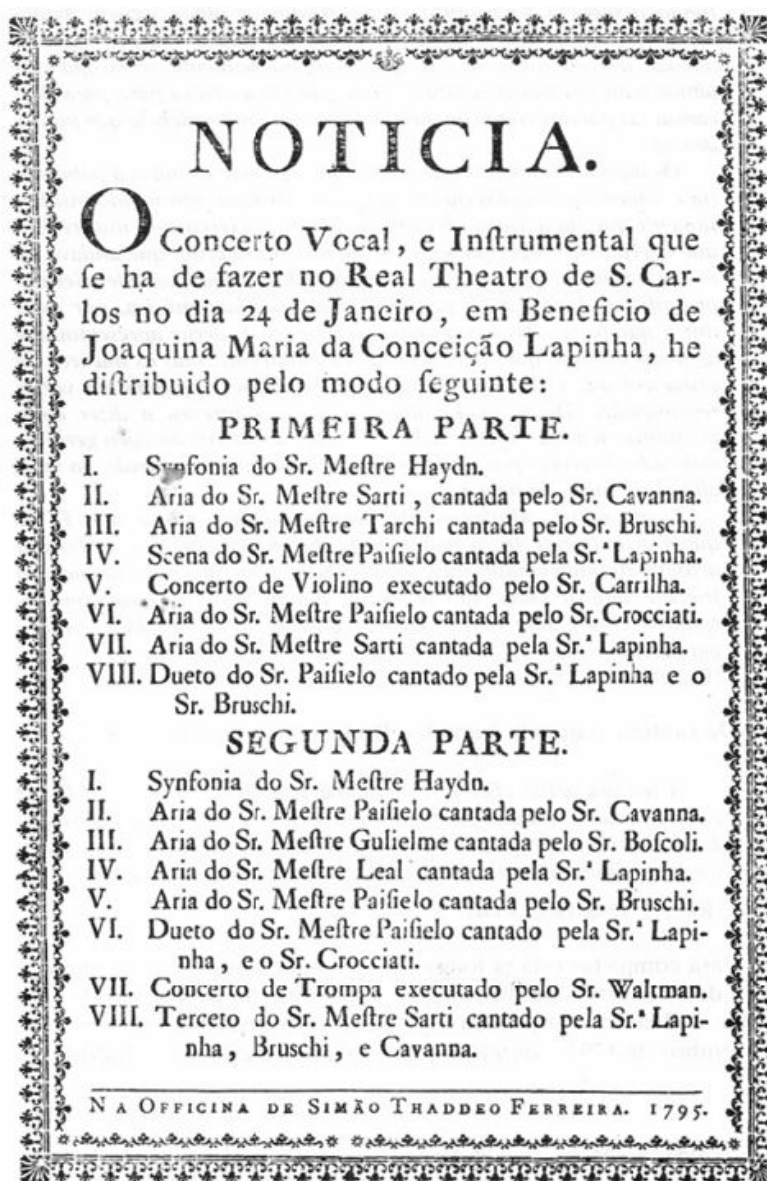 NOTICIA.
O Concerto Vocal, e Inſtrumental que
ſe ha de fazer no Real Theatro de S. Car-
los no dia 24 de Janeiro, em Beneficio de
Joaquina Maria da Conceição Lapinha, he
diſtribuido pelo modo ſeguinte:
PRIMEIRA PARTE.
I. Synfonia do Sr. Meſtre Haydn.
II. Aria do Sr. Meſtre Sarti, cantada pelo Sr. Cavanna.
III. Aria do Sr. Meſtre Tarchi cantada pelo Sr. Bruschi.
IV. Scena do Sr. Meſtre Paiſielo cantada pela Sr.ª Lapinha.
V. Concerto de Violino executado pelo Sr. Carrilha.
VI. Aria do Sr. Meſtre Paiſielo cantada pelo Sr. Crocciati.
VII. Aria do Sr. Meſtre Sarti cantada pela Sr.ª Lapinha.
VIII. Dueto do Sr. Paiſielo cantado pela Sr.ª Lapinha e o
Sr. Bruschi.
SEGUNDA PARTE.
I. Synfonia do Sr. Meſtre Haydn.
II. Aria do Sr. Meſtre Paiſielo cantada pelo Sr. Cavanna.
III. Aria do Sr. Meſtre Gulielme cantada pelo Sr. Boſcoli.
IV. Aria do Sr. Meſtre Leal cantada pela Sr.ª Lapinha.
V. Aria do Sr. Meſtre Paiſielo cantada pelo Sr. Bruschi.
VI. Dueto do Sr. Meſtre Paiſielo cantado pela Sr.ª Lapi-
nha, e o Sr. Crocciati.
VII. Concerto de Trompa executado pelo Sr. Waltman.
VIII. Terceto do Sr. Meſtre Sarti cantado pela Sr.ª Lapi-
nha, Bruschi, e Cavanna.
NA OFFICINA DE SIMÃO THADDEO FERREIRA. 1795.